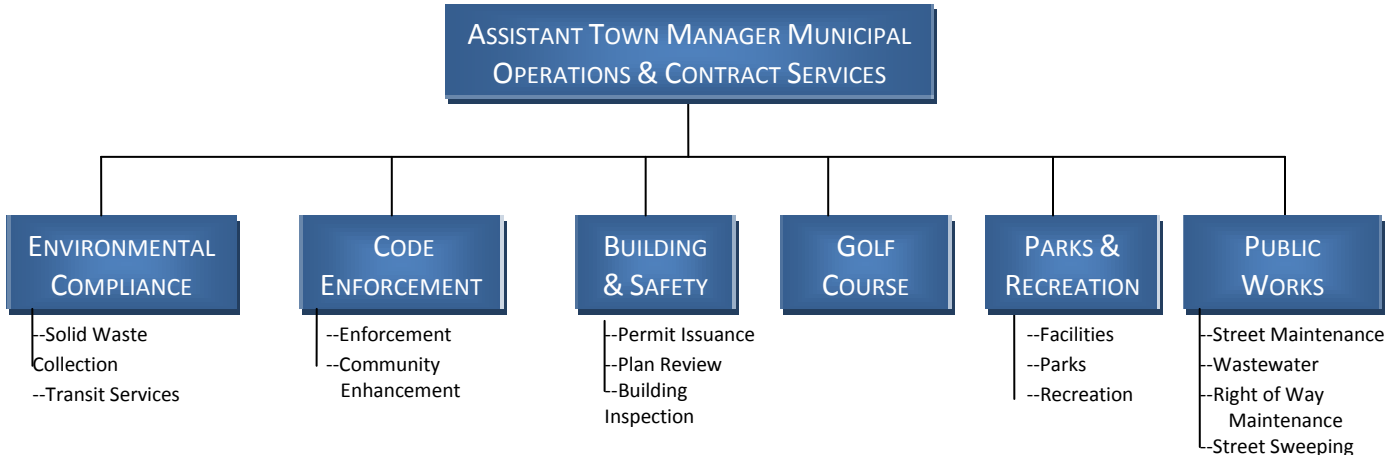 ASSISTANT TOWN MANAGER MUNICIPAL
OPERATIONS & CONTRACT SERVICES
ENVIRONMENTAL
COMPLIANCE
--Solid Waste
Collection
--Transit Services
CODE
ENFORCEMENT
--Enforcement
--Community
Enhancement
BUILDING
& SAFETY
--Permit Issuance
--Plan Review
--Building
Inspection
GOLF
COURSE
PARKS &
RECREATION
--Facilities
--Parks
--Recreation
PUBLIC
WORKS
--Street Maintenance
--Wastewater
--Right of Way
Maintenance
--Street Sweeping